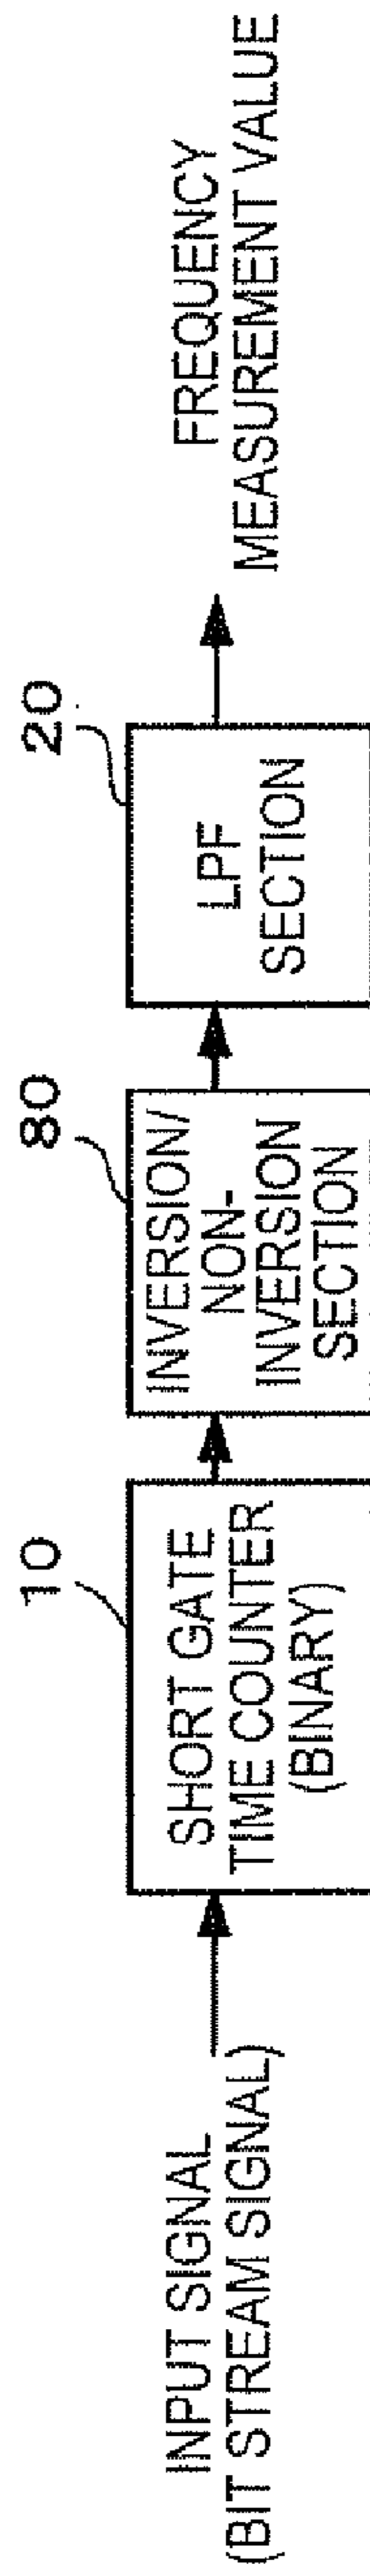 INPUT SIGNAL
(BIT STREAM SIGNAL)
10
SHORT GATE
TIME COUNTER
(BINARY)
80
INVERSION/
NON-
INVERSION
SECTION
20
LPF
SECTION
FREQUENCY
MEASUREMENT VALUE